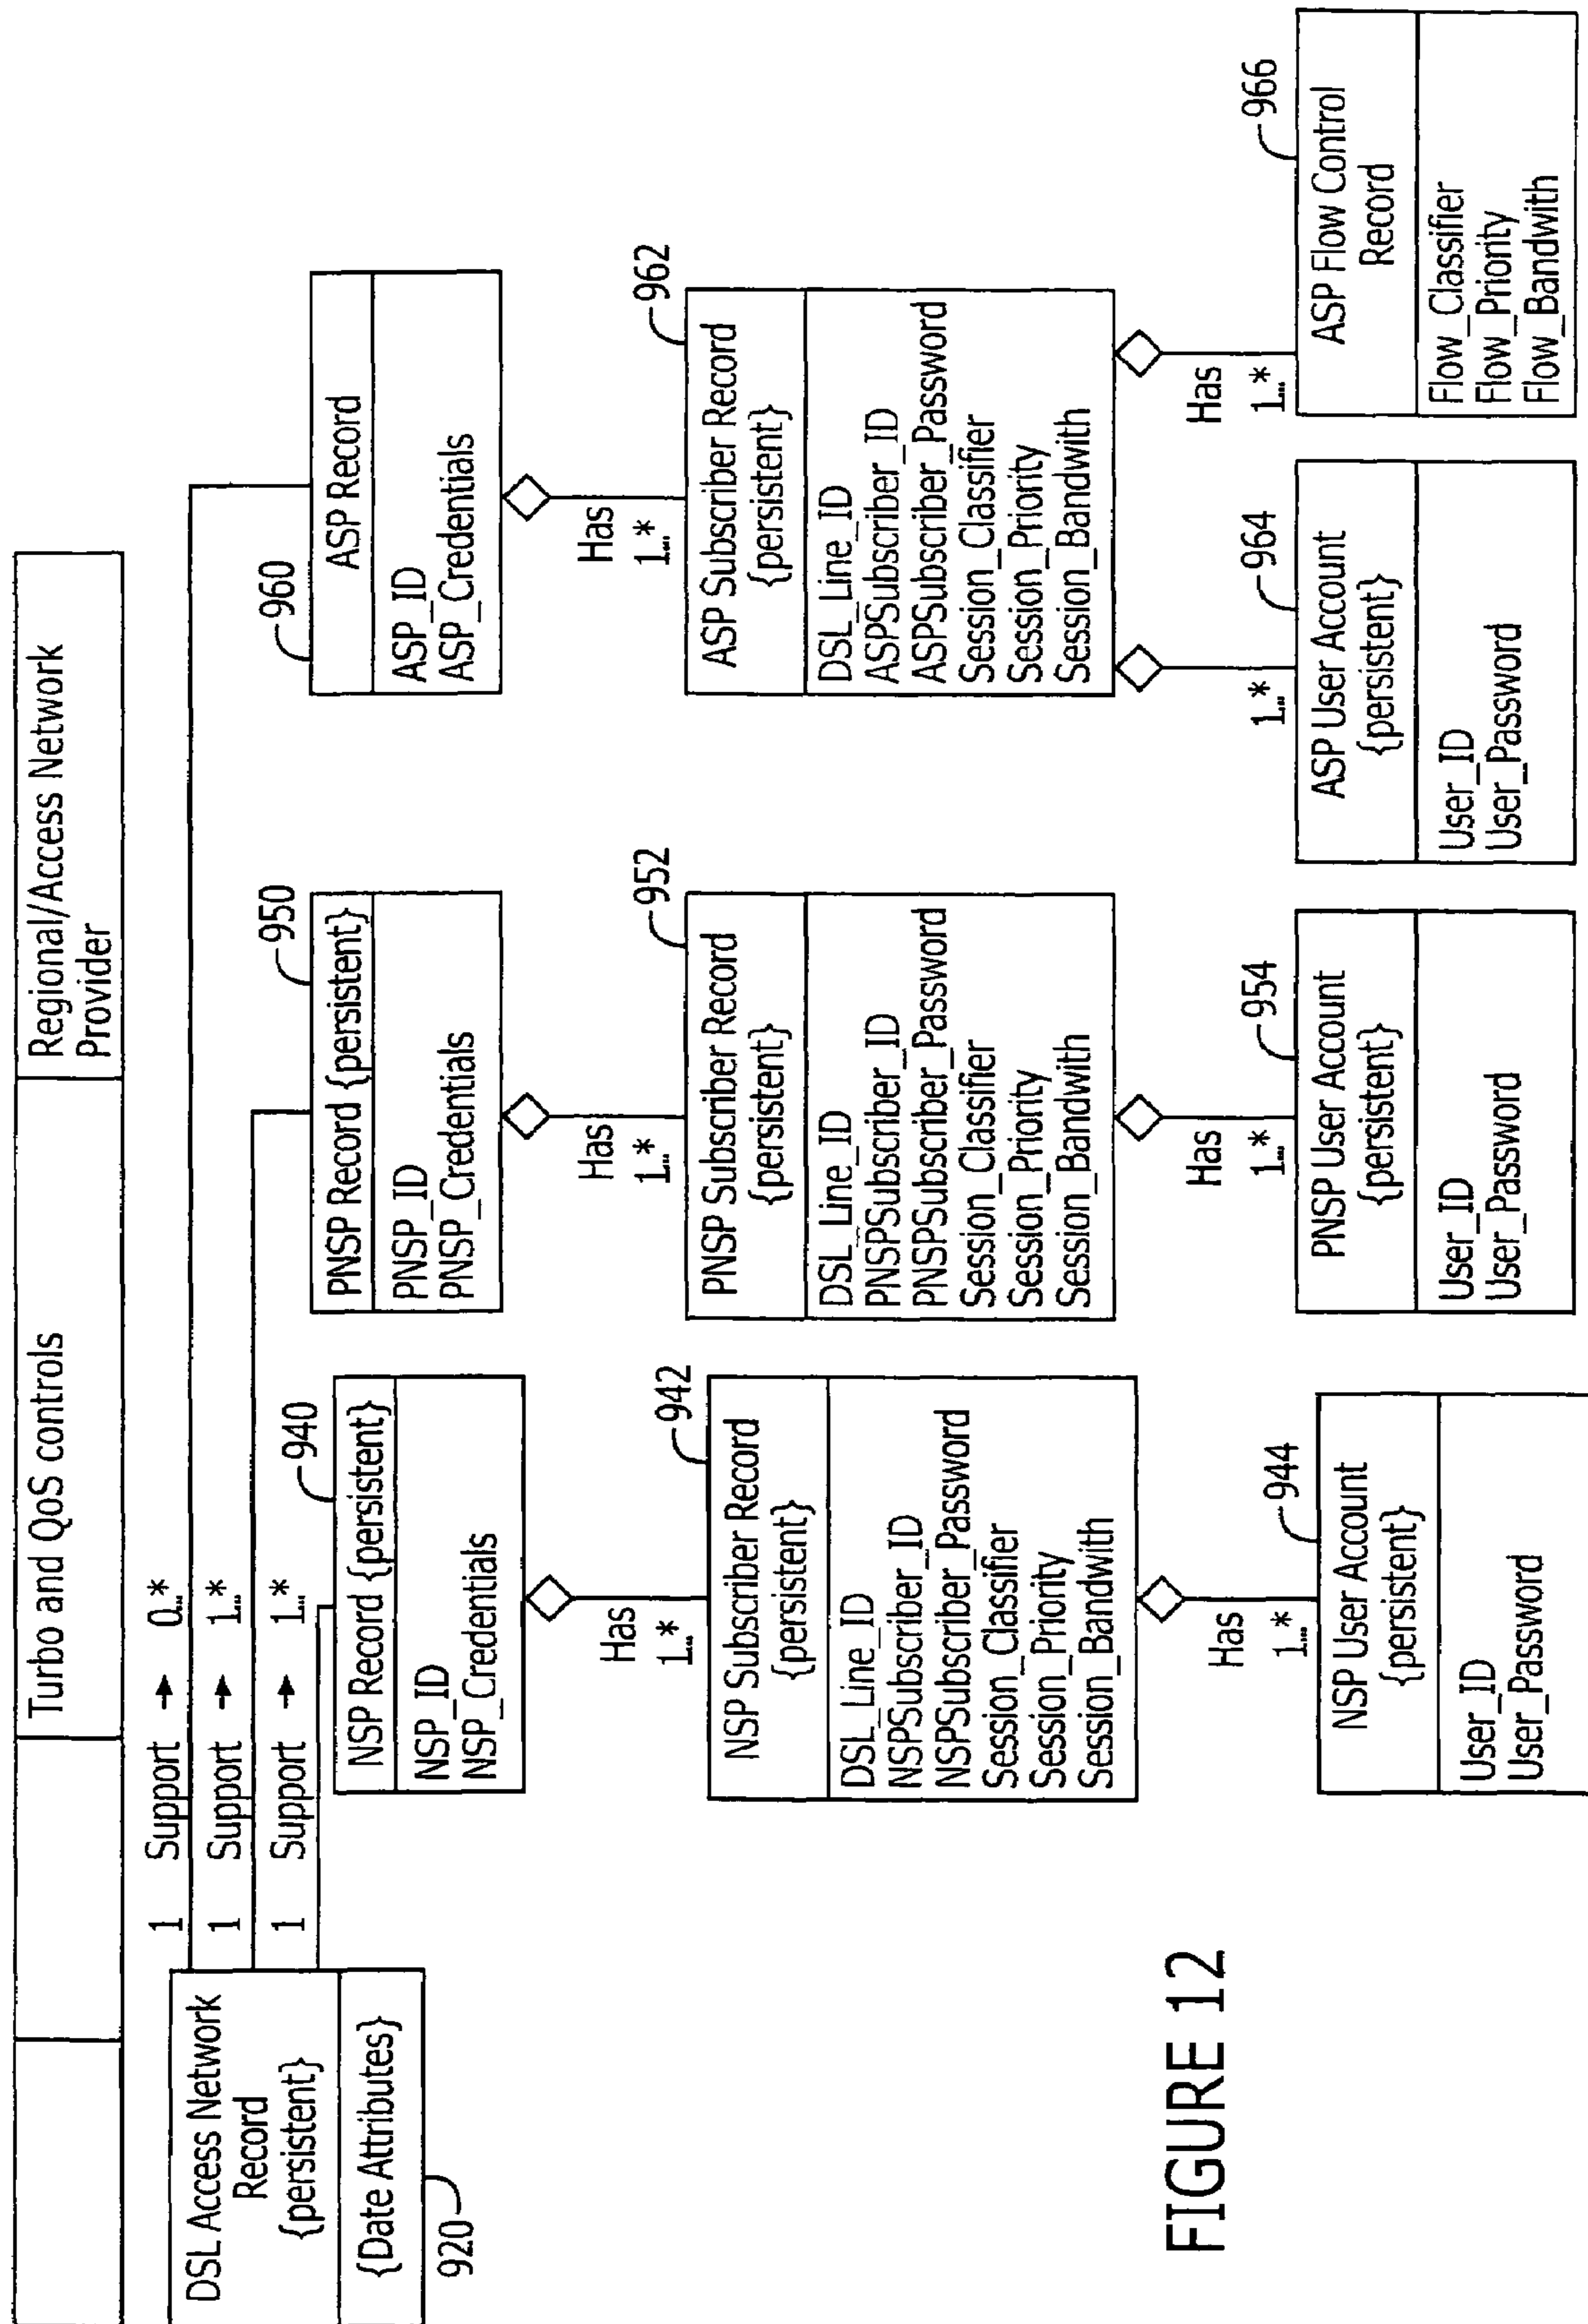 Turbo and QoS controls
Regional/Access Network
Provider
DSL Access Network
Record
{persistent}
{Date Attributes}
920
1 Support → 0..*
1 Support → 1..*
1 Support → 1..*
940
NSP Record {persistent}
NSP_ID
NSP_Credentials
Has
1..*
942
NSP Subscriber Record
{persistent}
DSL_Line_ID
NSPSubscriber_ID
NSPSubscriber_Password
Session_Classifier
Session_Priority
Session_Bandwith
Has
1..*
944
NSP User Account
{persistent}
User_ID
User_Password
950
PNSP Record {persistent}
PNSP_ID
PNSP_Credentials
Has
1..*
952
PNSP Subscriber Record
{persistent}
DSL_Line_ID
PNSPSubscriber_ID
PNSPSubscriber_Password
Session_Classifier
Session_Priority
Session_Bandwith
Has
1..*
954
PNSP User Account
{persistent}
User_ID
User_Password
960
ASP Record
ASP_ID
ASP_Credentials
Has
1..*
962
ASP Subscriber Record
{persistent}
DSL_Line_ID
ASPSubscriber_ID
ASPSubscriber_Password
Session_Classifier
Session_Priority
Session_Bandwith
1..*
964
ASP User Account
{persistent}
User_ID
User_Password
Has
1..*
966
ASP Flow Control
Record
Flow_Classifier
Flow_Priority
Flow_Bandwith
FIGURE 12